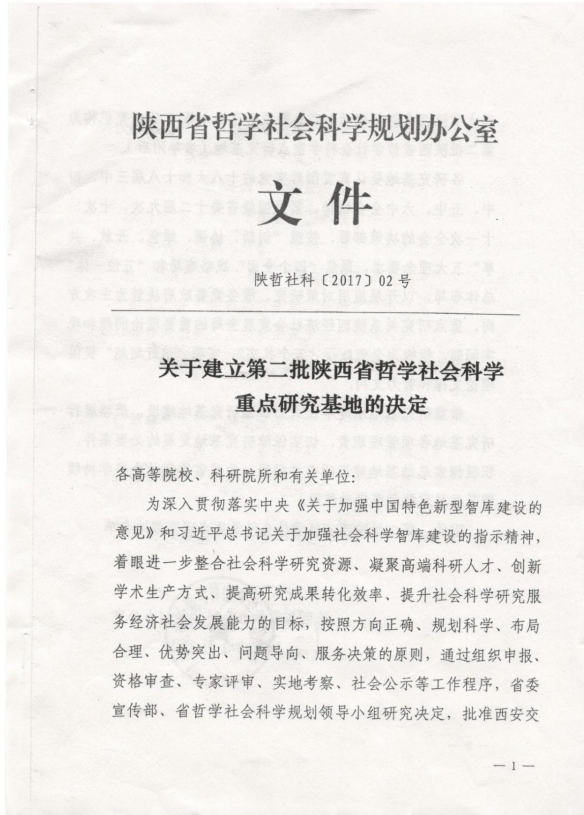 陕西省哲学社会科学规划办公室
文件
陕哲社科〔2017〕02号
关于建立第二批陕西省哲学社会科学
重点研究基地的决定
各高等院校、科研院所和有关单位：
为深入贯彻落实中央《关于加强中国特色新型智库建设的
意见》和习近平总书记关于加强社会科学智库建设的指示精神，
着眼进一步整合社会科学研究资源、凝聚高端科研人才、创新
学术生产方式、提高研究成果转化效率、提升社会科学研究服
务经济社会发展能力的目标，按照方向正确、规划科学、布局
合理、优势突出、问题导向、服务决策的原则，通过组织申报、
资格审查、专家评审、实地考察、社会公示等工作程序，省委
宣传部、省哲学社会科学规划领导小组研究决定，批准西安交
— 1 —